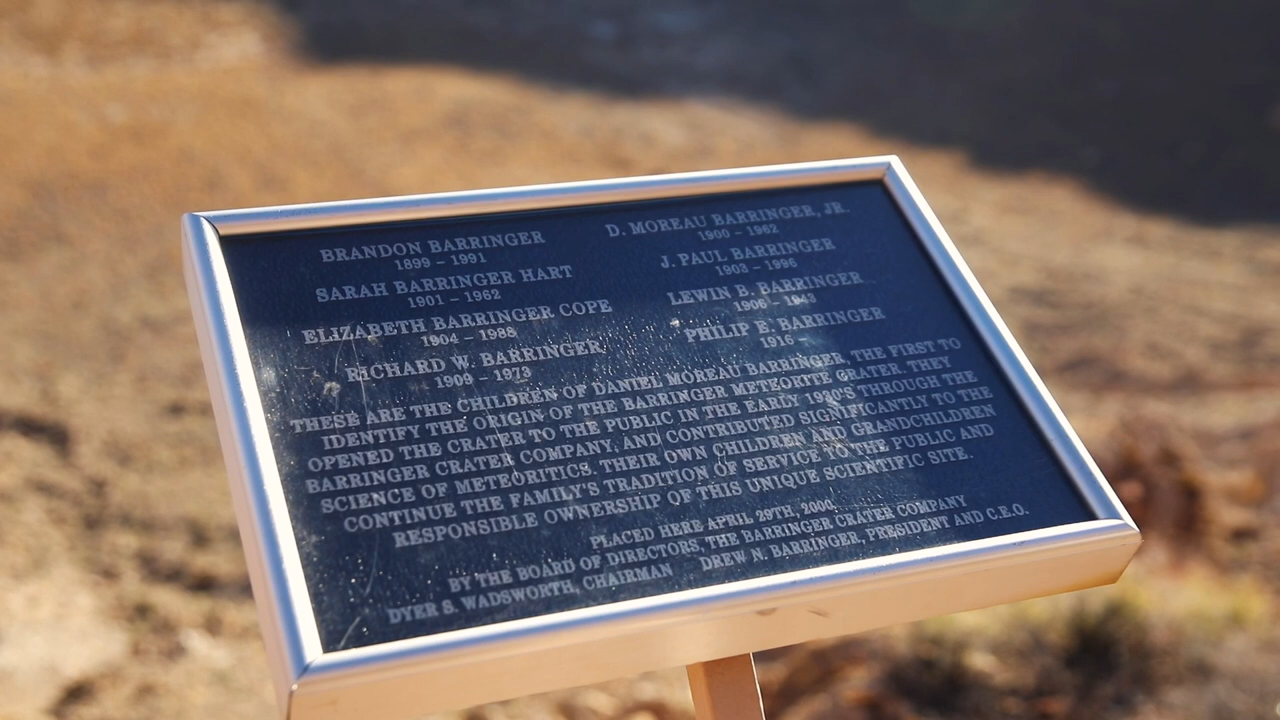 BRANDON BARRINGER
1899 – 1991
SARAH BARRINGER HART
1901 – 1962
ELIZABETH BARRINGER COPE
1904 – 1988
RICHARD W. BARRINGER
1909 – 1973
D. MOREAU BARRINGER, JR.
1900 – 1962
J. PAUL BARRINGER
1903 – 1996
LEWIN B. BARRINGER
1906 – 1943
PHILIP E. BARRINGER
1916 –
THESE ARE THE CHILDREN OF DANIEL MOREAU BARRINGER, THE FIRST TO
IDENTIFY THE ORIGIN OF THE BARRINGER METEORITE CRATER. THEY
OPENED THE CRATER TO THE PUBLIC IN THE EARLY 1930'S THROUGH THE
BARRINGER CRATER COMPANY, AND CONTRIBUTED SIGNIFICANTLY TO THE
SCIENCE OF METEORITICS. THEIR OWN CHILDREN AND GRANDCHILDREN
CONTINUE THE FAMILY'S TRADITION OF SERVICE TO THE PUBLIC AND
RESPONSIBLE OWNERSHIP OF THIS UNIQUE SCIENTIFIC SITE.
PLACED HERE APRIL 29TH, 2000,
BY THE BOARD OF DIRECTORS, THE BARRINGER CRATER COMPANY
DYER S. WADSWORTH, CHAIRMAN DREW N. BARRINGER, PRESIDENT AND C.E.O.